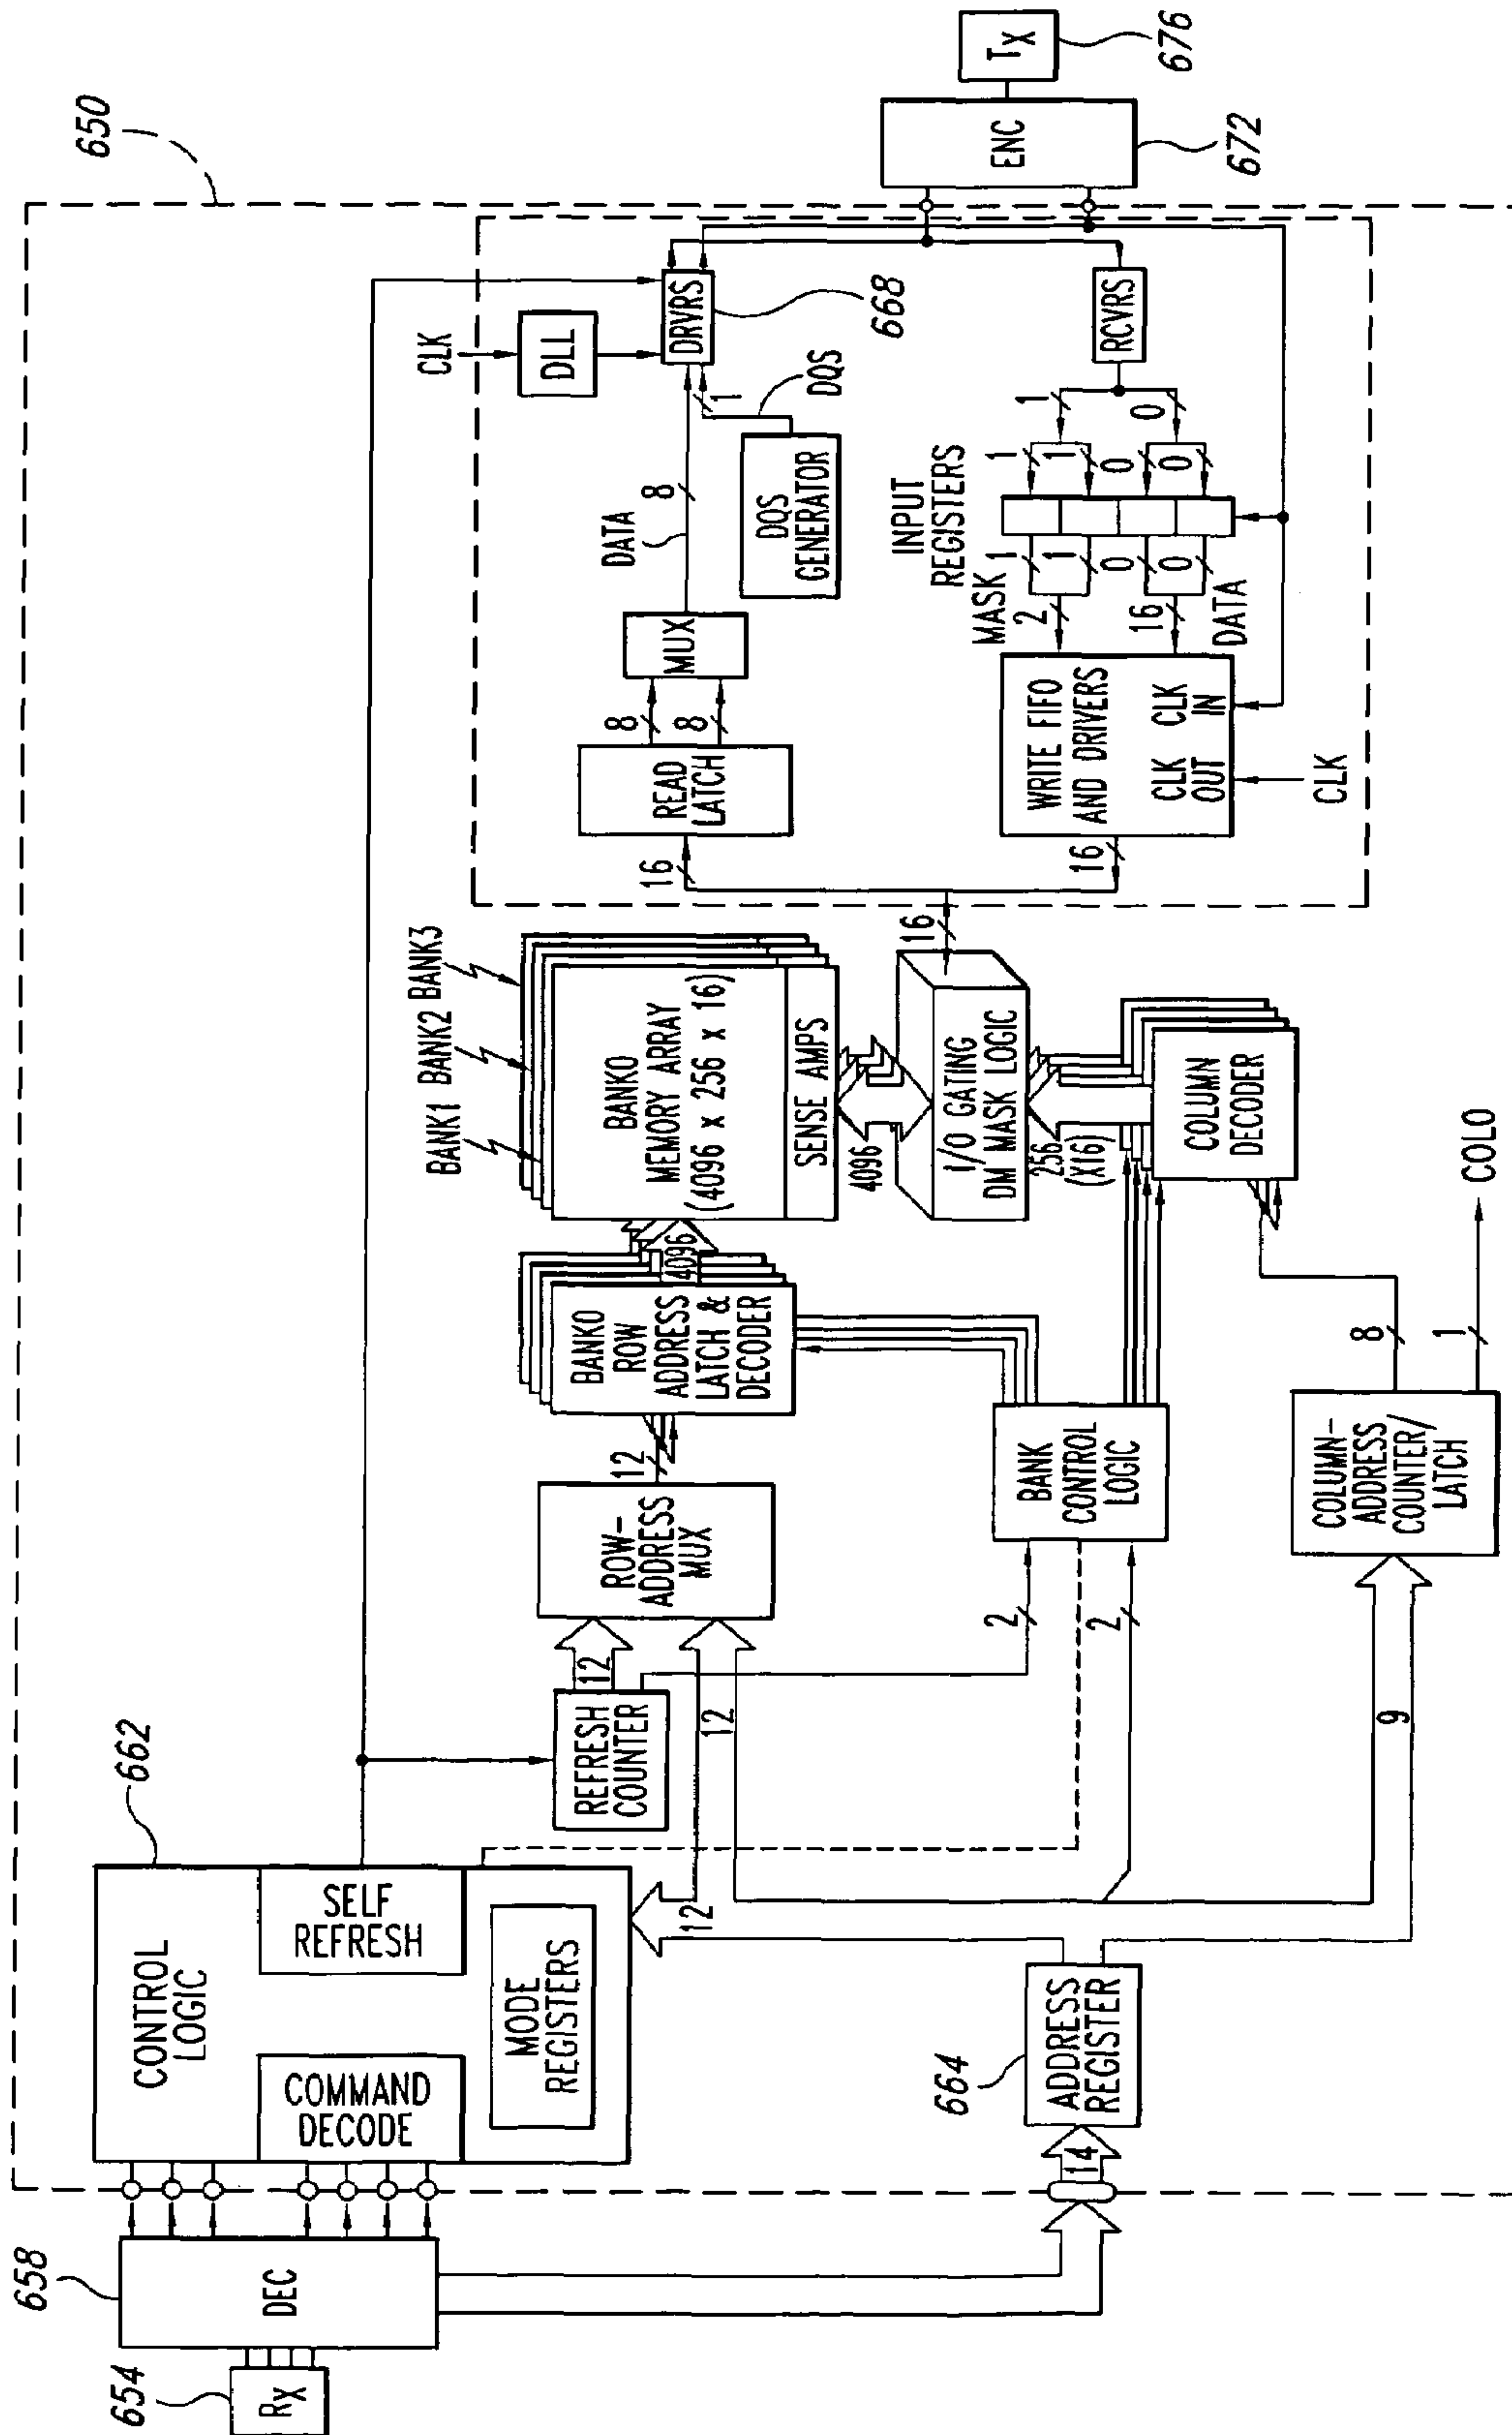 650
676
TX
ENC
672
CLK
DLL
DRVRS
668
DQS
1
DATA
8
DQS
GENERATOR
MUX
8
8
READ
LATCH
16
RCVRS
1
0
1
1
0
0
INPUT
REGISTERS
1
1
0
0
MASK
2
16
DATA
WRITE FIFO
AND DRIVERS
CLK
OUT
CLK
IN
CLK
16
16
BANK1
BANK2
BANK3
BANKO
MEMORY ARRAY
(4096 x 256 x 16)
SENSE AMPS
4096
I/O GATING
DM MASK LOGIC
256
(X16)
COLUMN
DECODER
4096
BANKO
ROW
ADDRESS
LATCH &
DECODER
12
ROW-
ADDRESS
MUX
12
REFRESH
COUNTER
12
12
2
2
BANK
CONTROL
LOGIC
COLUMN-
ADDRESS
COUNTER/
LATCH
8
1
COLO
9
662
CONTROL
LOGIC
SELF
REFRESH
COMMAND
DECODE
MODE
REGISTERS
664
ADDRESS
REGISTER
14
658
DEC
654
RX